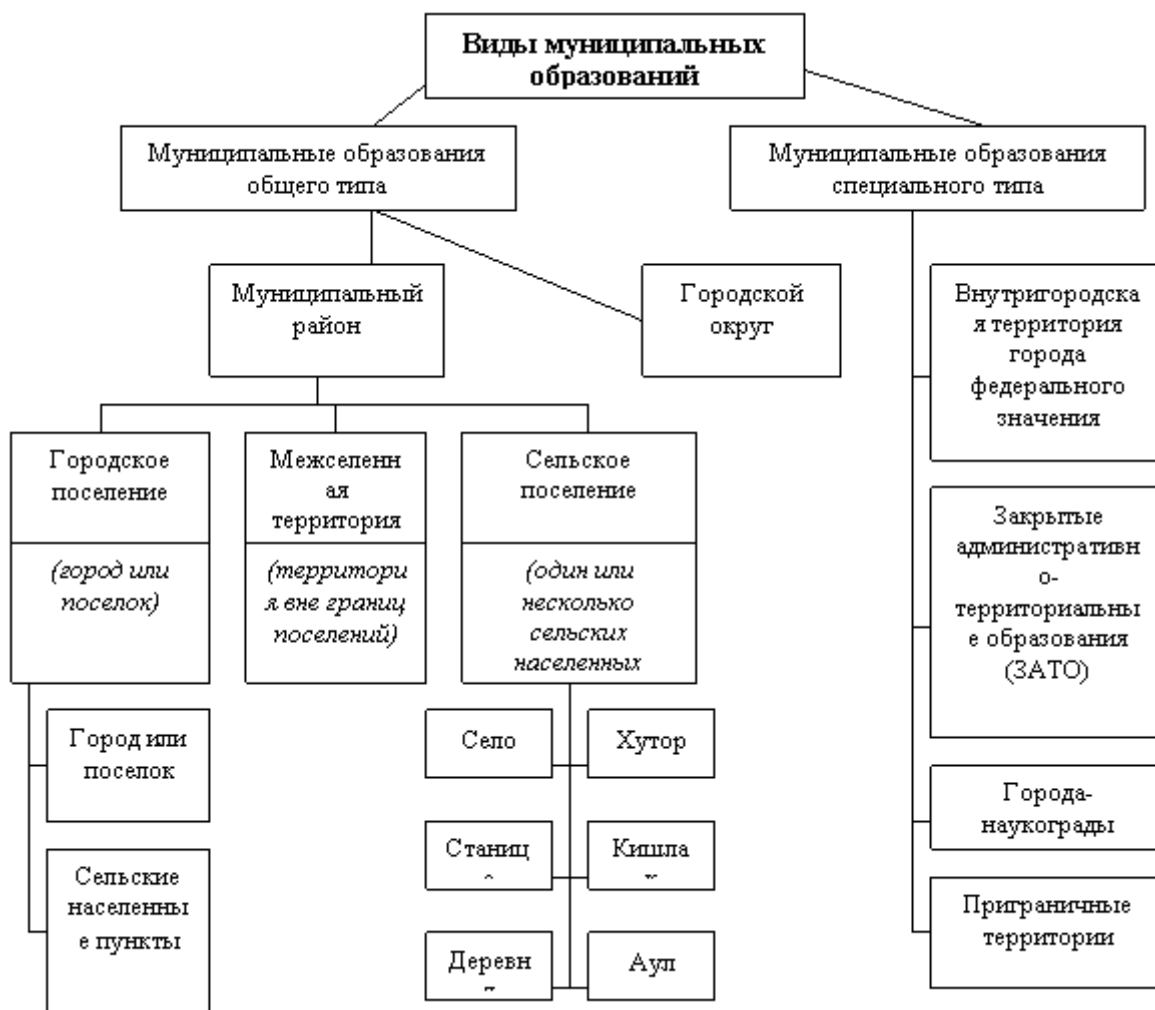 Виды муниципальных
образований
Муниципальные образования
общего типа
Муниципальные образования
специального типа
Муниципальный
район
Городской
округ
Внутригородска
я территория
города
федерального
значения
Городское
поселение
Межселенн
ая
территория
Сельское
поселение
(город или
поселок)
(территори
я вне границ
поселений)
(один или
несколько
сельских
населенных
Закрытые
административн
о-
территориальны
е образования
(ЗАТО)
Город или
поселок
Село
Хутор
Города-
наукограды
Станиц
Кишла
Сельские
населенны
е пункты
Приграничные
территории
Деревн
Аул